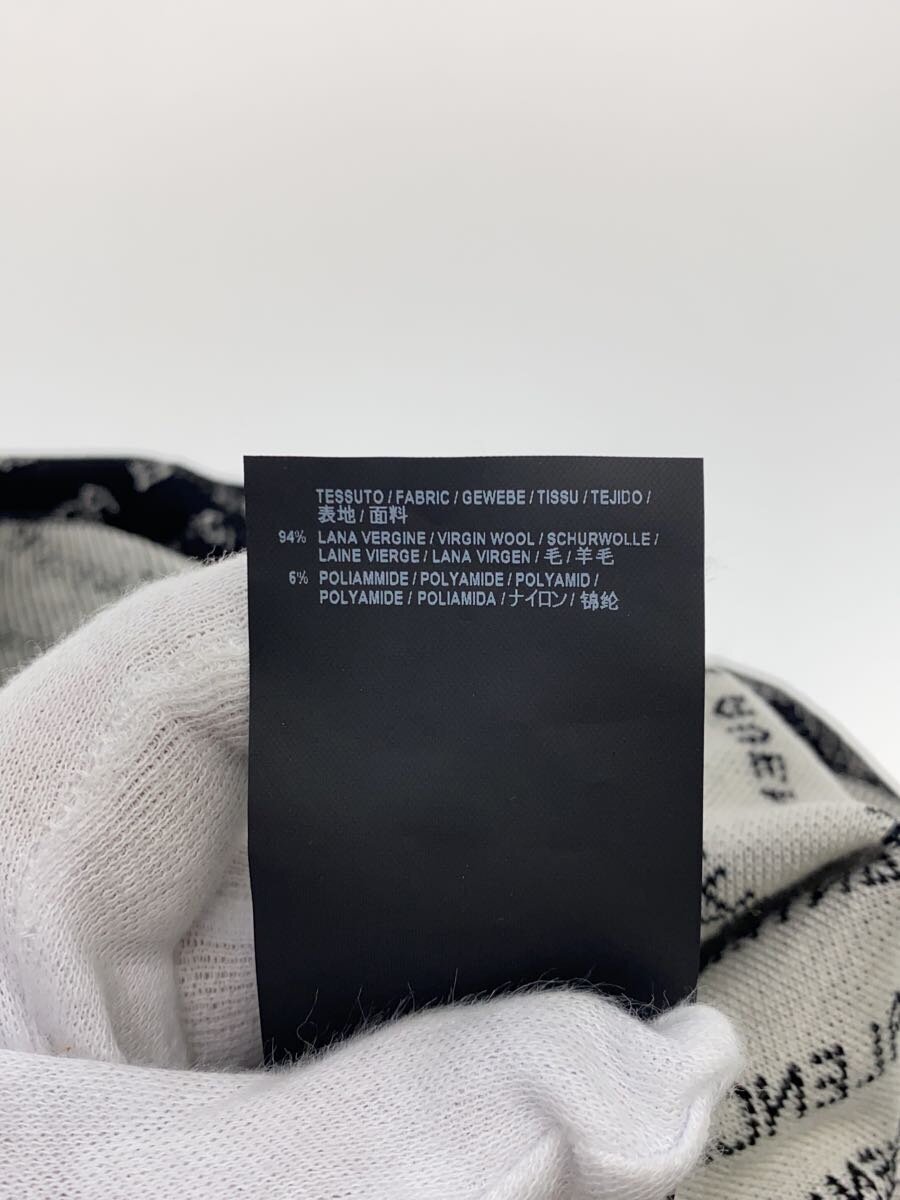 TESSUTO / FABRIC / GEWEBE / TISSU / TEJIDO /
表地 / 面料
94% LANA VERGINE / VIRGIN WOOL / SCHURWOLLE /
LAINE VIERGE / LANA VIRGEN / 毛 / 羊毛
6% POLIAMMIDE / POLYAMIDE / POLYAMID /
POLYAMIDE / POLIAMIDA / ナイロン / 锦纶